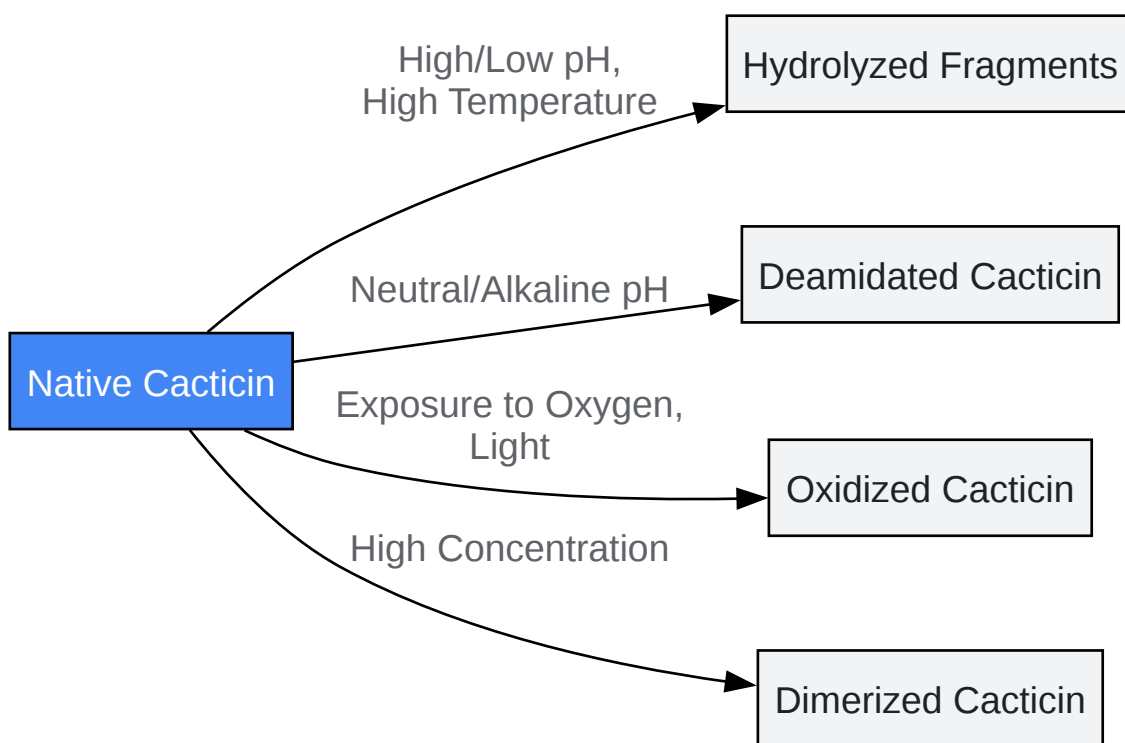 High/Low pH,
High Temperature
Hydrolyzed Fragments
Neutral/Alkaline pH
Deamidated Cacticin
Native Cacticin
Exposure to Oxygen,
Light
Oxidized Cacticin
High Concentration
Dimerized Cacticin